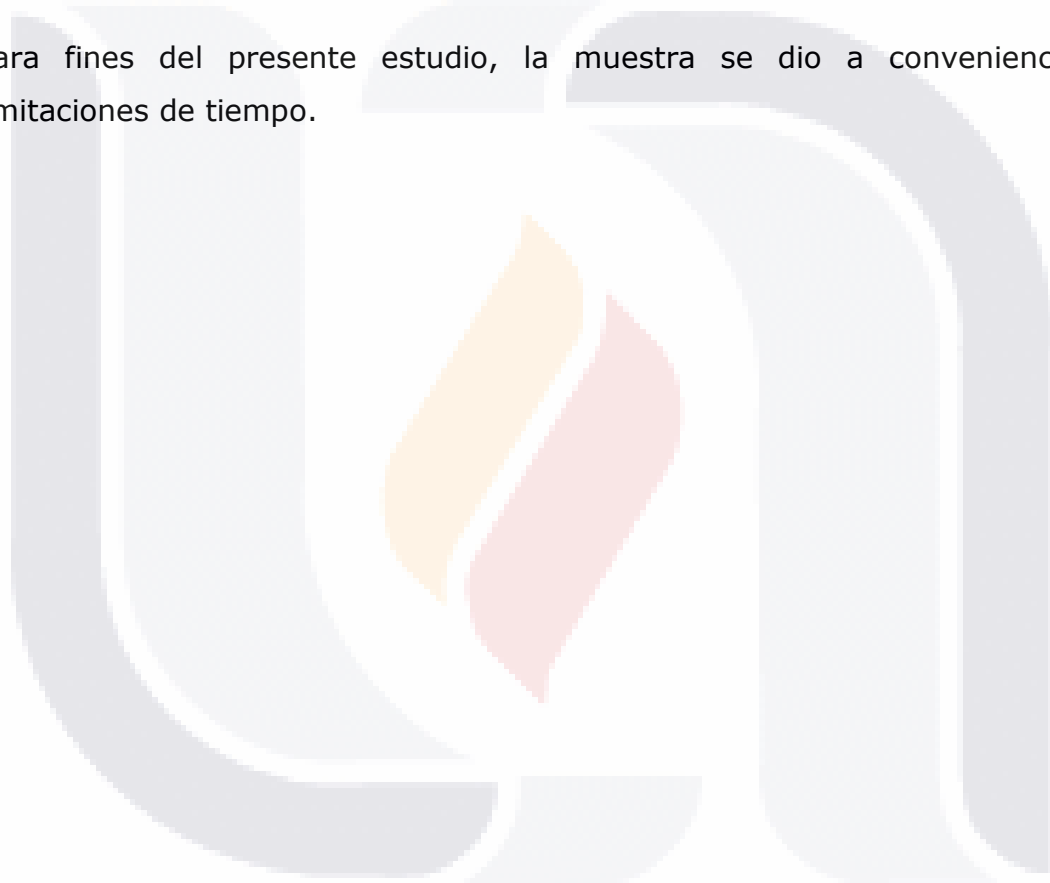 ara fines del presente estudio, la muestra se dio a convenienc
mitaciones de tiempo.